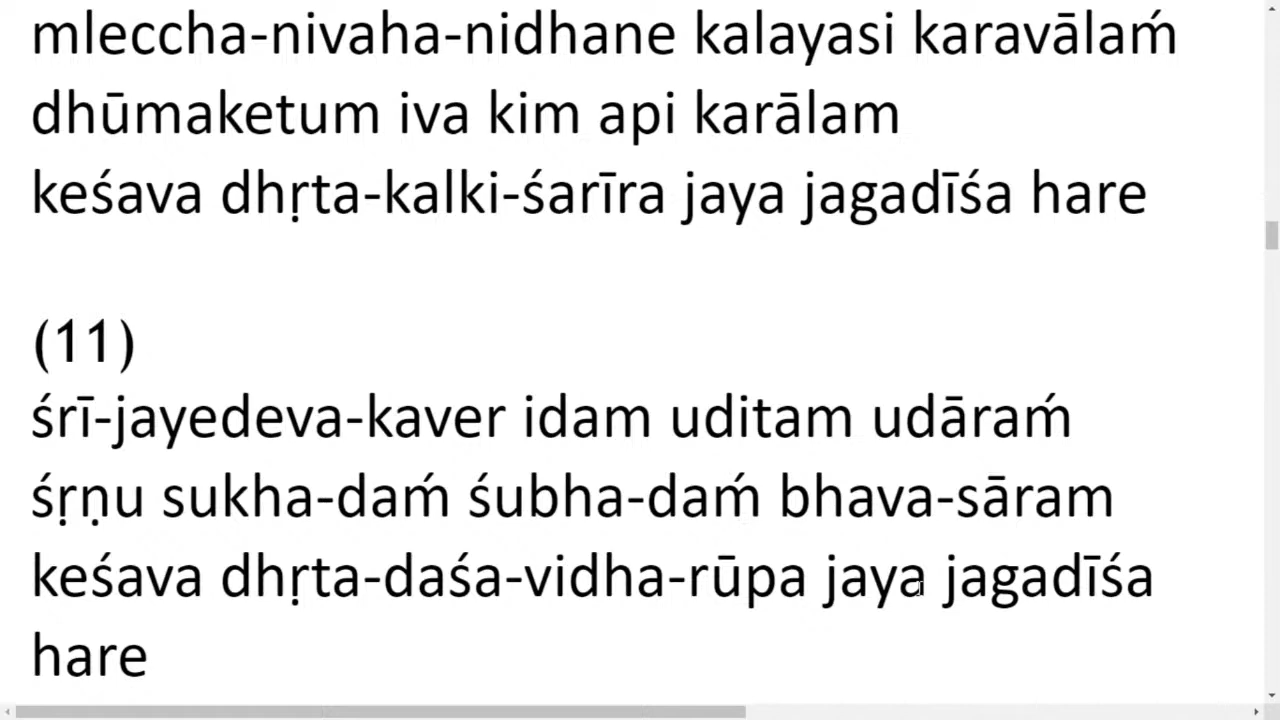 mleccha-nivaha-nidhane kalayasi karavālaḿ
dhūmaketum iva kim api karālam
keśava dhṛta-kalki-śarīra jaya jagadīśa hare
(11)
śrī-jayedeva-kaver idam uditam udāraḿ
śṛṇu sukha-daḿ śubha-daḿ bhava-sāram
keśava dhṛta-daśa-vidha-rūpa jaya jagadīśa
hare